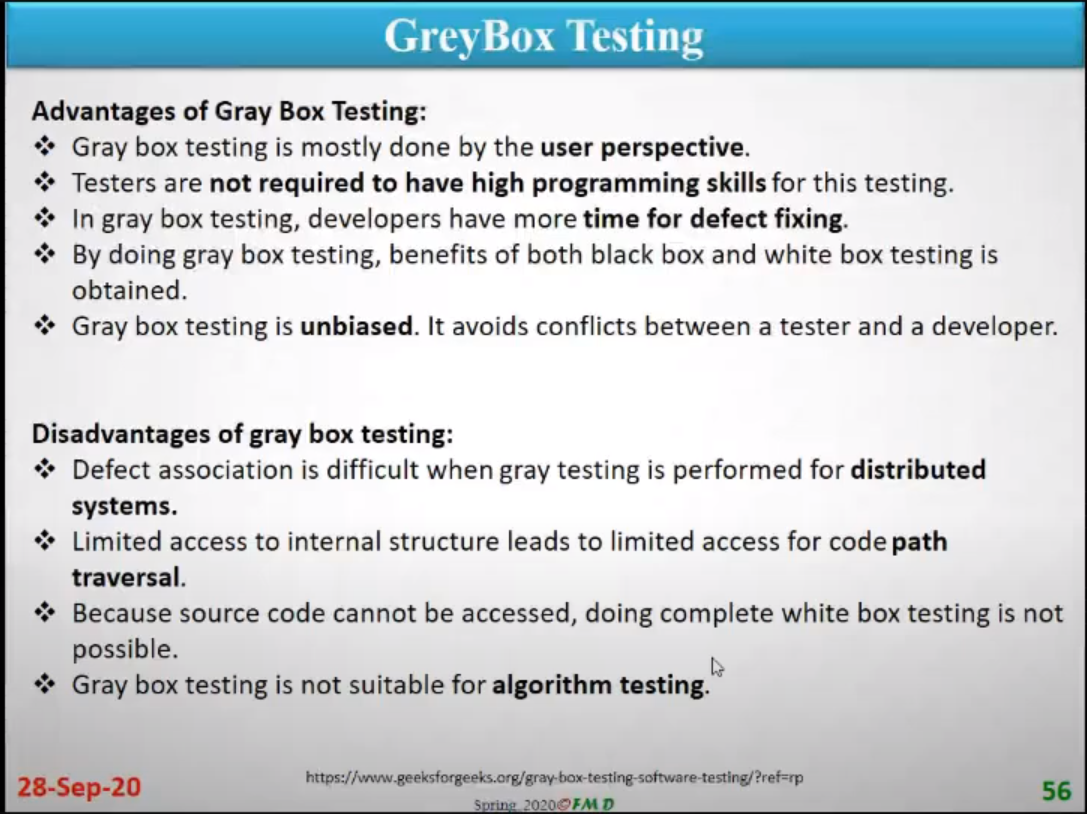 GreyBox Testing
Advantages of Gray Box Testing:
❖ Gray box testing is mostly done by the user perspective.
❖ Testers are not required to have high programming skills for this testing.
❖ In gray box testing, developers have more time for defect fixing.
❖ By doing gray box testing, benefits of both black box and white box testing is
obtained.
❖ Gray box testing is unbiased. It avoids conflicts between a tester and a developer.
Disadvantages of gray box testing:
❖ Defect association is difficult when gray testing is performed for distributed
systems.
❖ Limited access to internal structure leads to limited access for code path
traversal.
❖ Because source code cannot be accessed, doing complete white box testing is not
possible.
❖ Gray box testing is not suitable for algorithm testing.
28-Sep-20
https://www.geeksforgeeks.org/gray-box-testing-software-testing/?ref=rp
Spring_2020©FMD
56